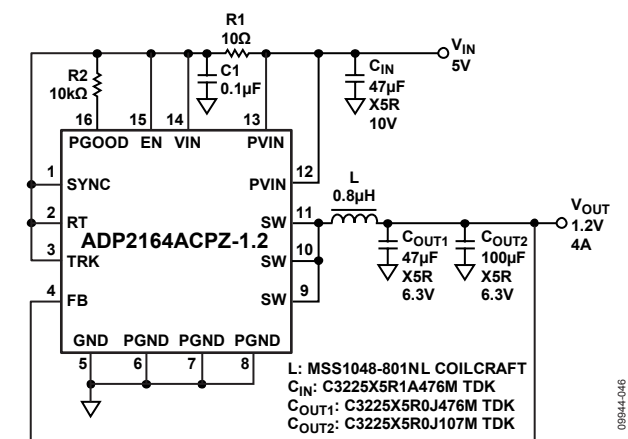 R1
10Ω
VIN
5V
R2
10kΩ
C1
0.1µF
CIN
47µF
X5R
10V
16
15
14
13
PGOOD
EN
VIN
PVIN
1
SYNC
PVIN
12
L
0.8µH
2
RT
SW
11
VOUT
1.2V
4A
ADP2164ACPZ-1.2
3
TRK
SW
10
COUT1
47µF
X5R
6.3V
COUT2
100µF
X5R
6.3V
4
FB
SW
9
GND
PGND
PGND
PGND
5
6
7
8
L: MSS1048-801NL COILCRAFT
CIN: C3225X5R1A476M TDK
COUT1: C3225X5R0J476M TDK
COUT2: C3225X5R0J107M TDK
09944-046